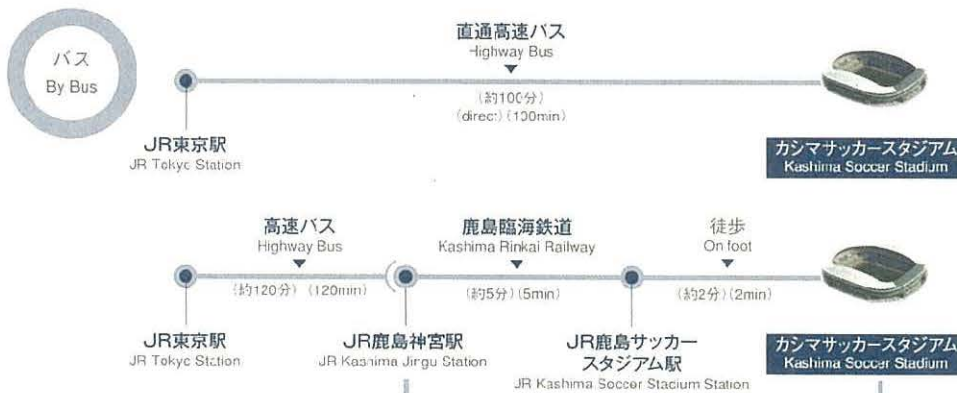 バス
By Bus
直通高速バス
Highway Bus
(約100分)
(direct) (100min)
JR東京駅
JR Tokyo Station
カシマサッカースタジアム
Kashima Soccer Stadium
高速バス
Highway Bus
鹿島臨海鉄道
Kashima Rinkai Railway
徒歩
On foot
(約120分) (120min)
(約5分) (5min)
(約2分) (2min)
JR東京駅
JR Tokyo Station
JR鹿島神宮駅
JR Kashima Jingu Station
JR鹿島サッカー
スタジアム駅
JR Kashima Soccer Stadium Station
カシマサッカースタジアム
Kashima Soccer Stadium